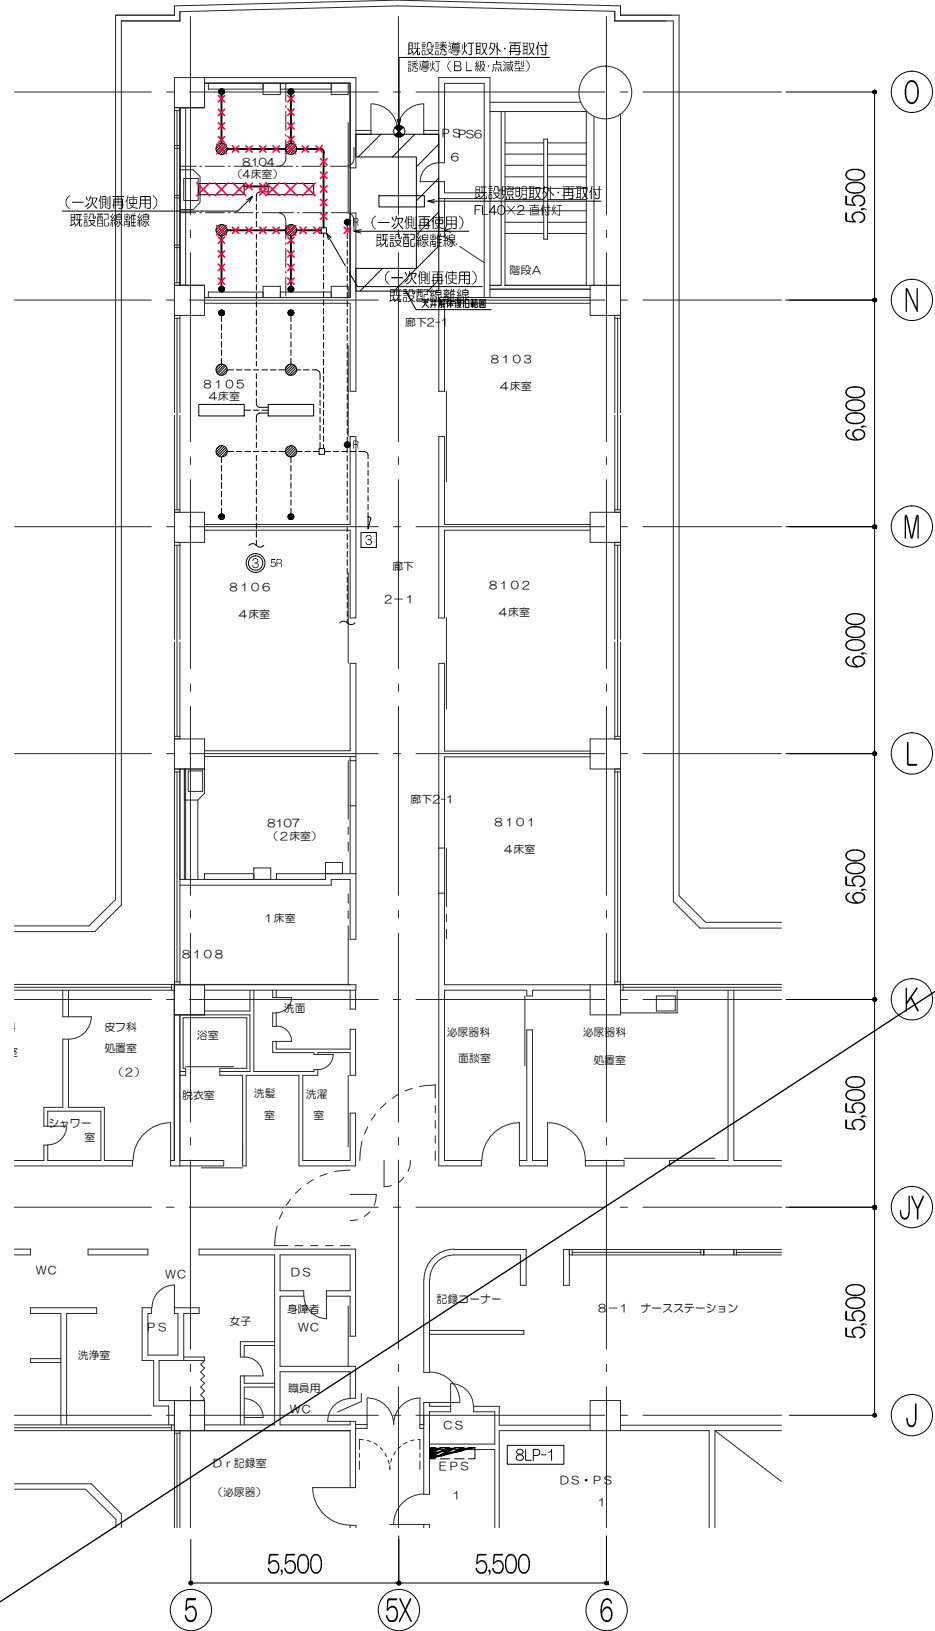 既設誘導灯取外・再取付
誘導灯（ＢＬ級・点滅型）
O
PS
PS6
6
8104
（4床室）
（一次側再使用）
既設配線離線
既設照明取外・再取付
FL40×2 直付灯
R
（一次側再使用）
既設配線離線
5,500
階段A
（一次側再使用）
既設配線離線
天井解体復旧範囲
N
廊下2-1
8103
4床室
8105
4床室
6,000
R
3
M
3
5R
廊下
2-1
8106
4床室
8102
4床室
6,000
L
廊下2-1
8107
（2床室）
8101
4床室
6,500
1床室
8108
K
洗面
皮フ科
処置室
（2）
浴室
泌尿器科
面談室
泌尿器科
処置室
脱衣室
洗髪
室
洗濯
室
シャワー
室
5,500
JY
WC
WC
DS
記録コーナー
8-1 ナースステーション
PS
女子
身障者
WC
洗浄室
5,500
職員用
WC
J
CS
8LP-1
Dr記録室
（泌尿器）
EPS
1
DS・PS
1
5,500
5,500
5
5X
6